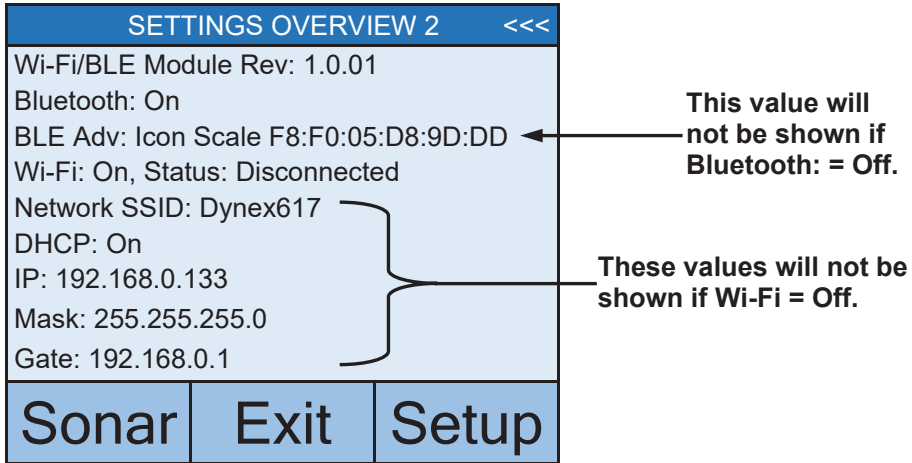 SETTINGS OVERVIEW 2 <<<
Wi-Fi/BLE Module Rev: 1.0.01
Bluetooth: On
BLE Adv: Icon Scale F8:F0:05:D8:9D:DD
Wi-Fi: On, Status: Disconnected
Network SSID: Dynex617
DHCP: On
IP: 192.168.0.133
Mask: 255.255.255.0
Gate: 192.168.0.1
Sonar Exit Setup
This value will
not be shown if
Bluetooth: = Off.
These values will not be
shown if Wi-Fi = Off.